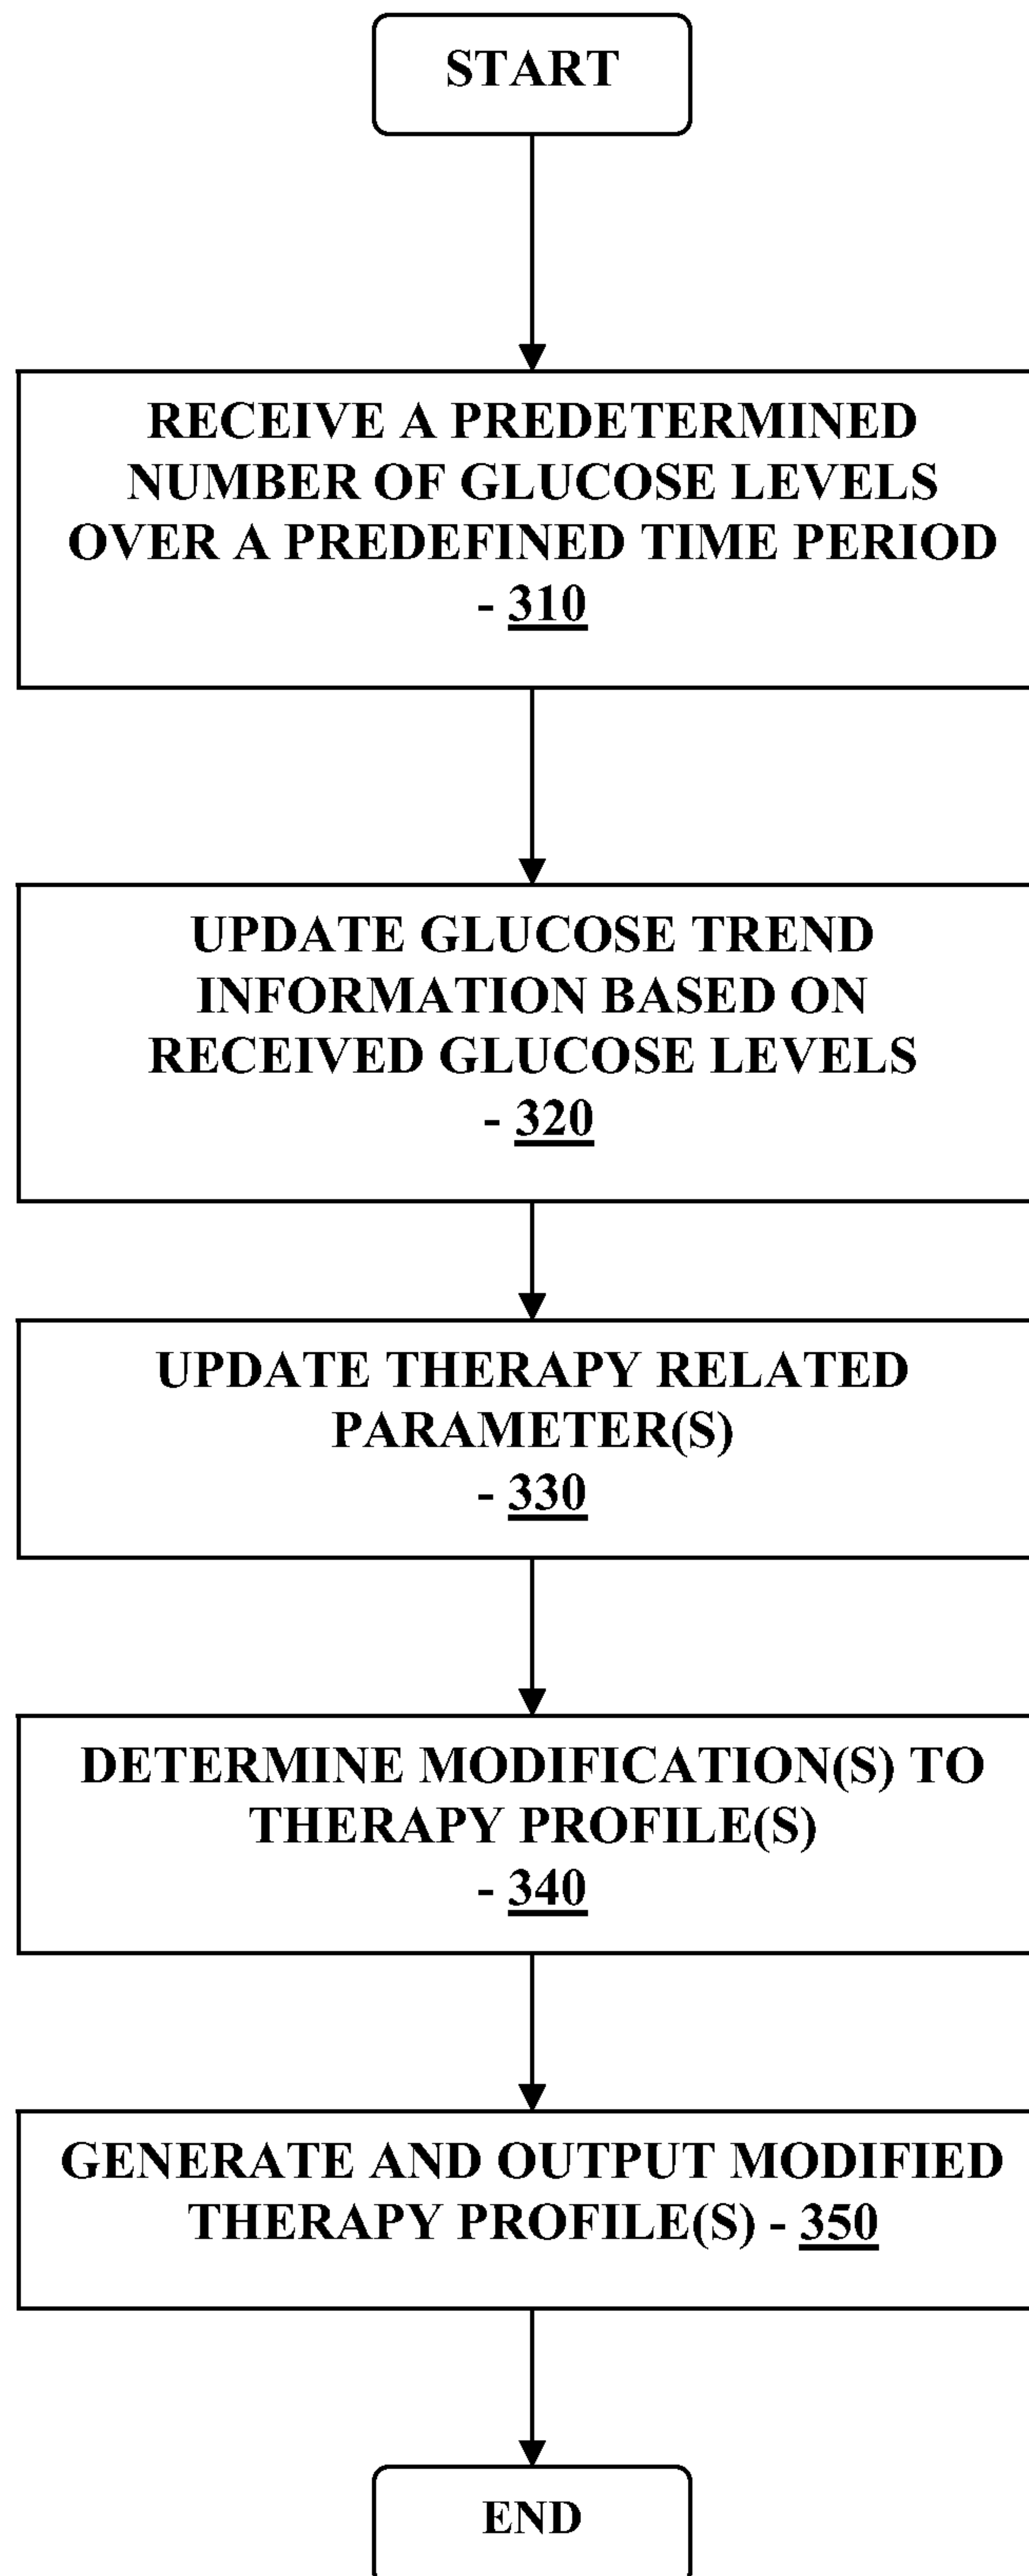 START
RECEIVE A PREDETERMINED
NUMBER OF GLUCOSE LEVELS
OVER A PREDEFINED TIME PERIOD
- 310
UPDATE GLUCOSE TREND
INFORMATION BASED ON
RECEIVED GLUCOSE LEVELS
- 320
UPDATE THERAPY RELATED
PARAMETER(S)
- 330
DETERMINE MODIFICATION(S) TO
THERAPY PROFILE(S)
- 340
GENERATE AND OUTPUT MODIFIED
THERAPY PROFILE(S) - 350
END